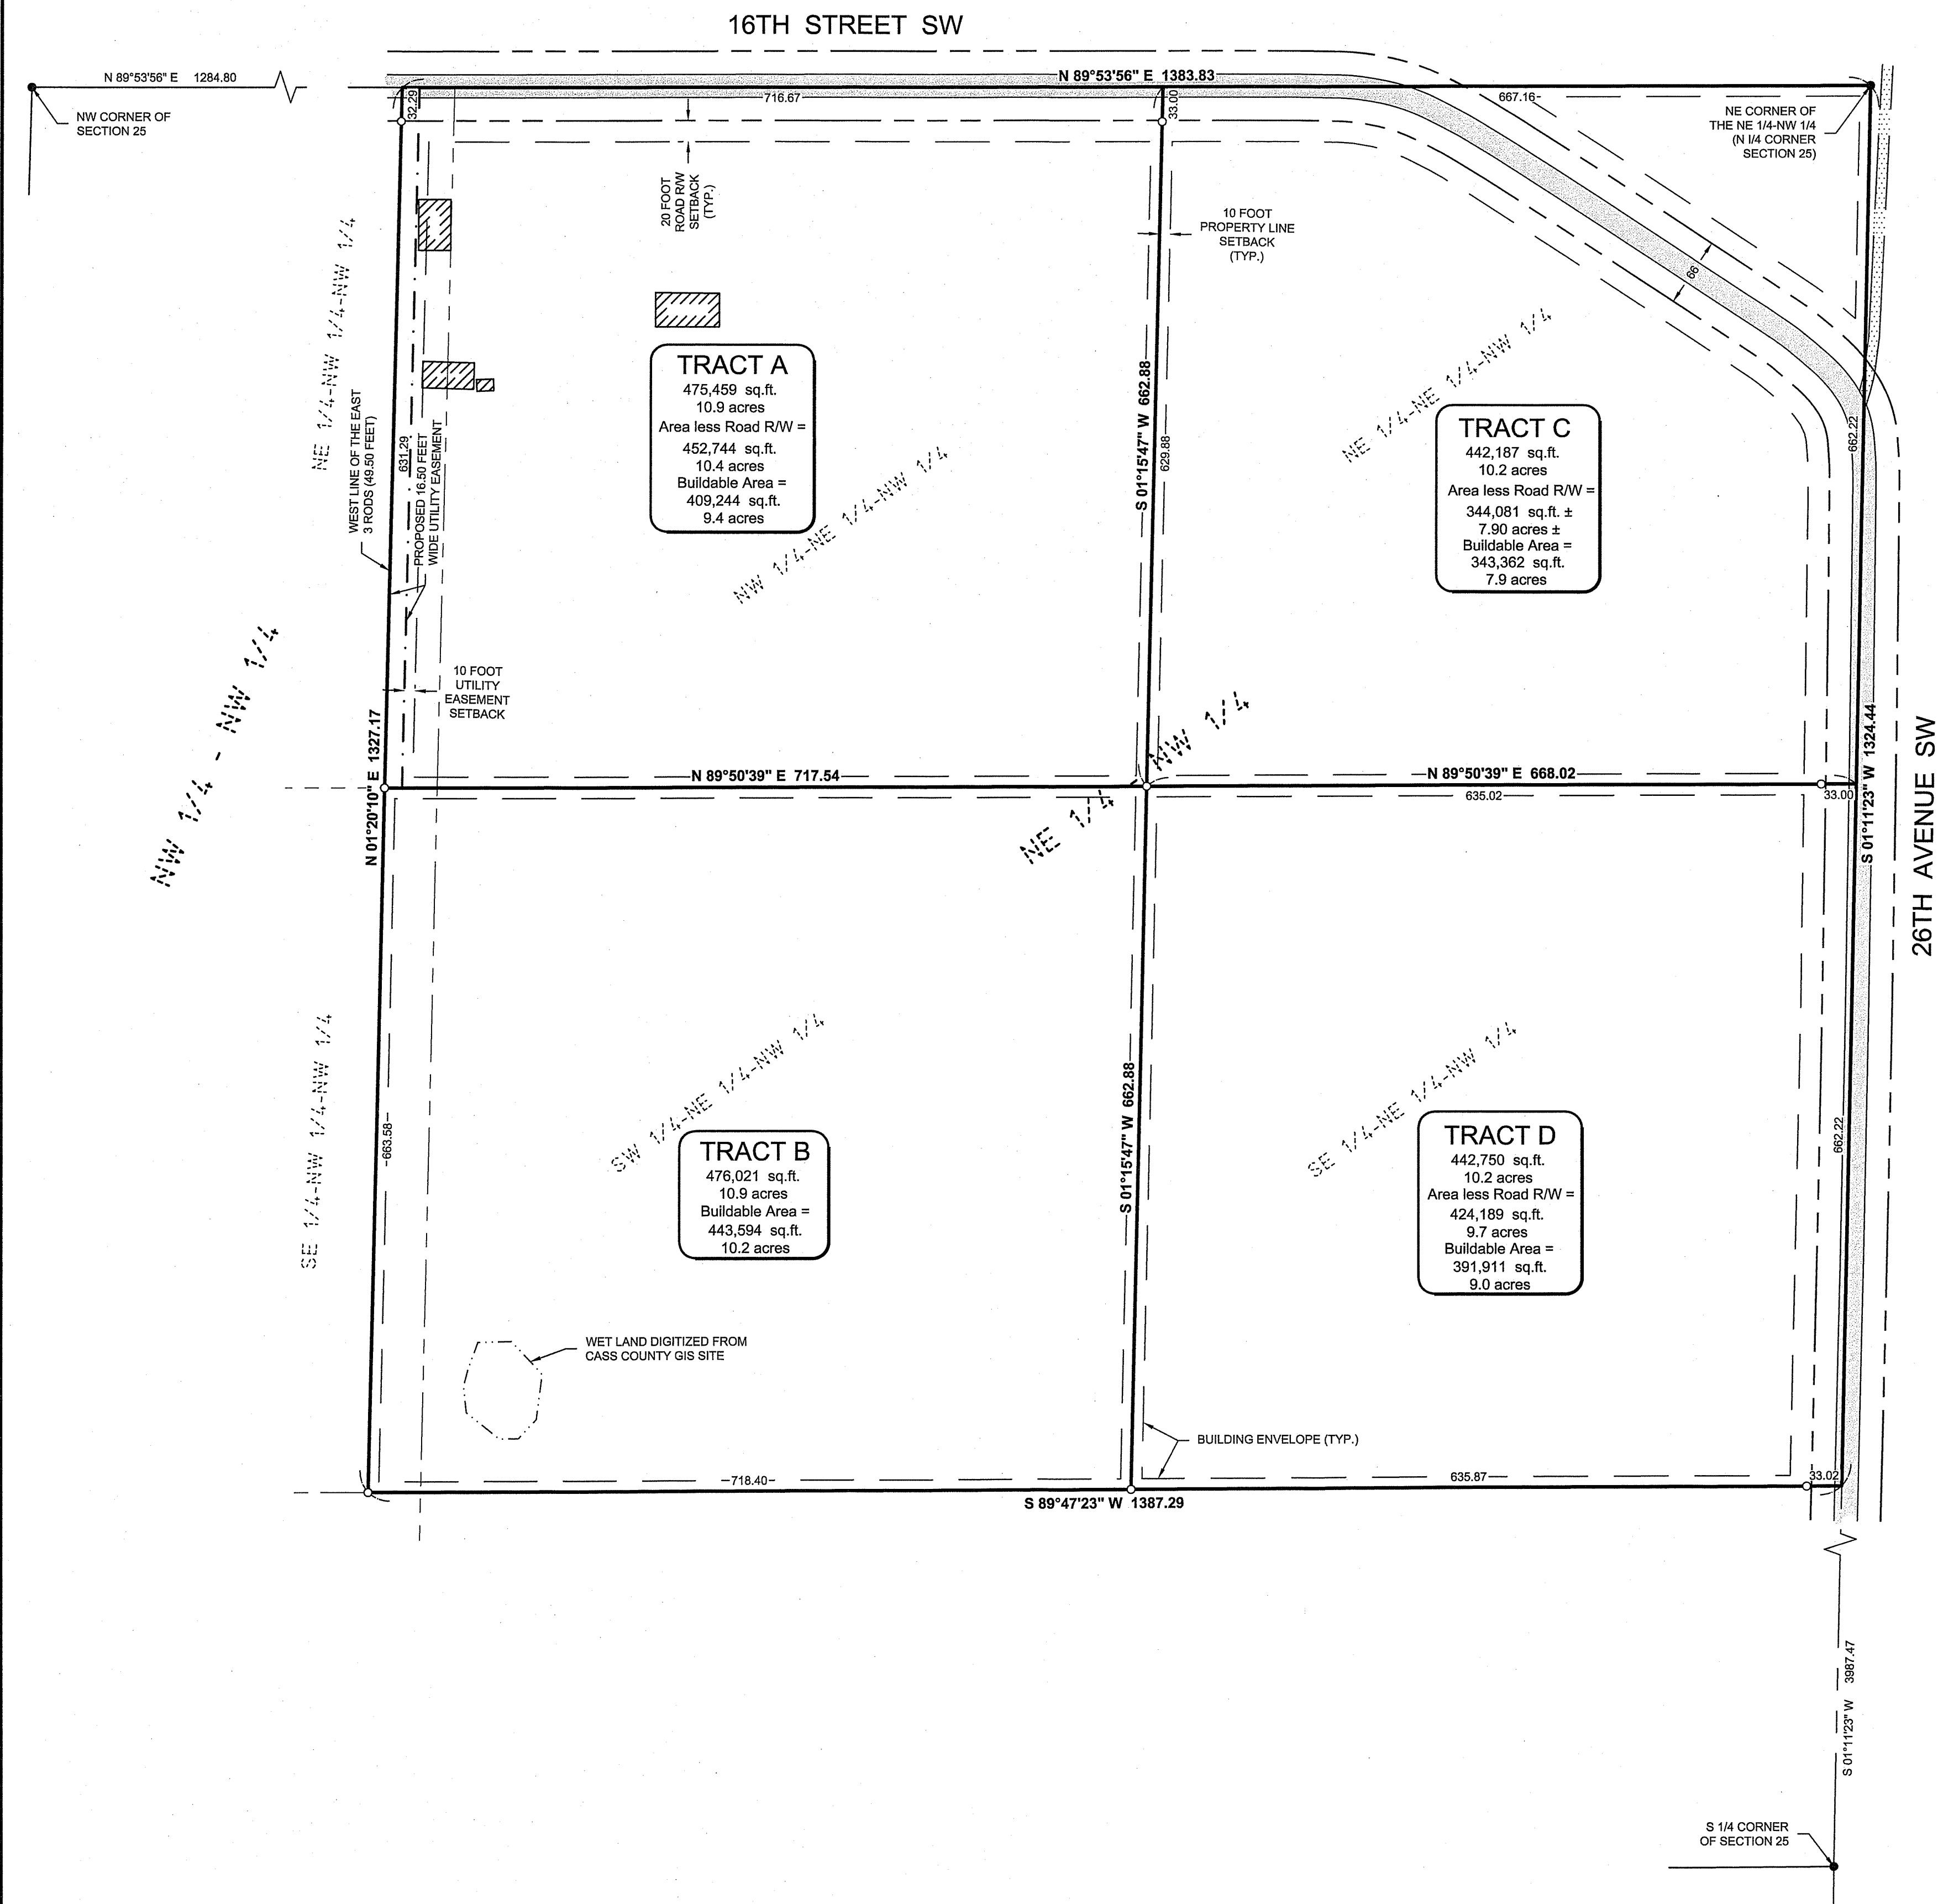 16TH STREET SW
N 89°53'56" E 1284.80
N 89°53'56" E 1383.83
716.67
667.16
32.29
33.00
NW CORNER OF
SECTION 25
NE CORNER OF
THE NE 1/4-NW 1/4
(N 1/4 CORNER
SECTION 25)
20 FOOT
ROAD R/W
SETBACK
(TYP.)
10 FOOT
PROPERTY LINE
SETBACK
(TYP.)
66
NE 1/4-NW 1/4-NW 1/4
WEST LINE OF THE EAST
3 RODS (49.50 FEET)
631.29
PROPOSED 16.50 FEET
WIDE UTILITY EASEMENT
TRACT A
475,459 sq.ft.
10.9 acres
Area less Road R/W =
452,744 sq.ft.
10.4 acres
Buildable Area =
409,244 sq.ft.
9.4 acres
NW 1/4-NE 1/4-NW 1/4
S 01°15'47" W 662.88
629.88
NE 1/4-NE 1/4-NW 1/4
TRACT C
442,187 sq.ft.
10.2 acres
Area less Road R/W =
344,081 sq.ft. ±
7.90 acres ±
Buildable Area =
343,362 sq.ft.
7.9 acres
662.22
10 FOOT
UTILITY
EASEMENT
SETBACK
NW 1/4 - NW 1/4
N 01°20'10" E 1327.17
N 89°50'39" E 717.54
N 89°50'39" E 668.02
635.02
33.00
NE 1/4 - NW 1/4
S 01°11'23" W 1324.44
26TH AVENUE SW
SE 1/4-NW 1/4-NW 1/4
663.58
SW 1/4-NE 1/4-NW 1/4
TRACT B
476,021 sq.ft.
10.9 acres
Buildable Area =
443,594 sq.ft.
10.2 acres
S 01°15'47" W 662.88
SE 1/4-NE 1/4-NW 1/4
TRACT D
442,750 sq.ft.
10.2 acres
Area less Road R/W =
424,189 sq.ft.
9.7 acres
Buildable Area =
391,911 sq.ft.
9.0 acres
662.22
WET LAND DIGITIZED FROM
CASS COUNTY GIS SITE
BUILDING ENVELOPE (TYP.)
718.40
635.87
33.02
S 89°47'23" W 1387.29
S 01°11'23" W 3987.47
S 1/4 CORNER
OF SECTION 25